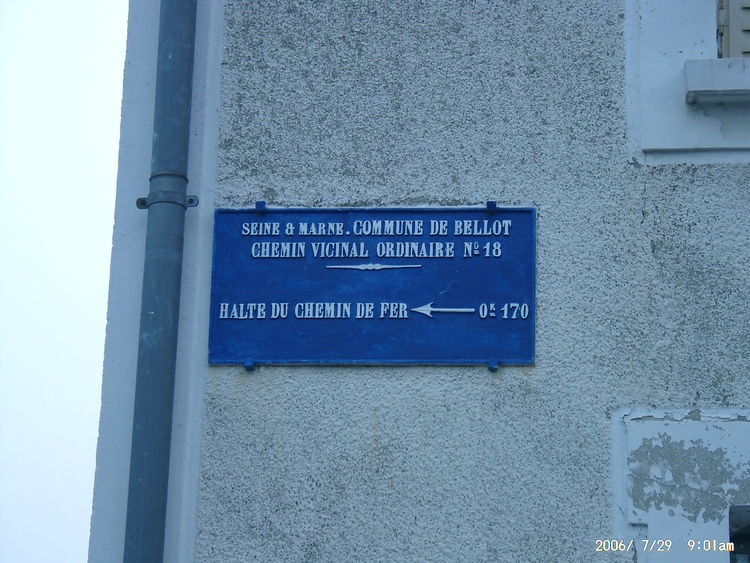 SEINE & MARNE. COMMUNE DE BELLOT
CHEMIN VICINAL ORDINAIRE Nº 18
HALTE DU CHEMIN DE FER ← 0K 170
2006/ 7/29 9:01am